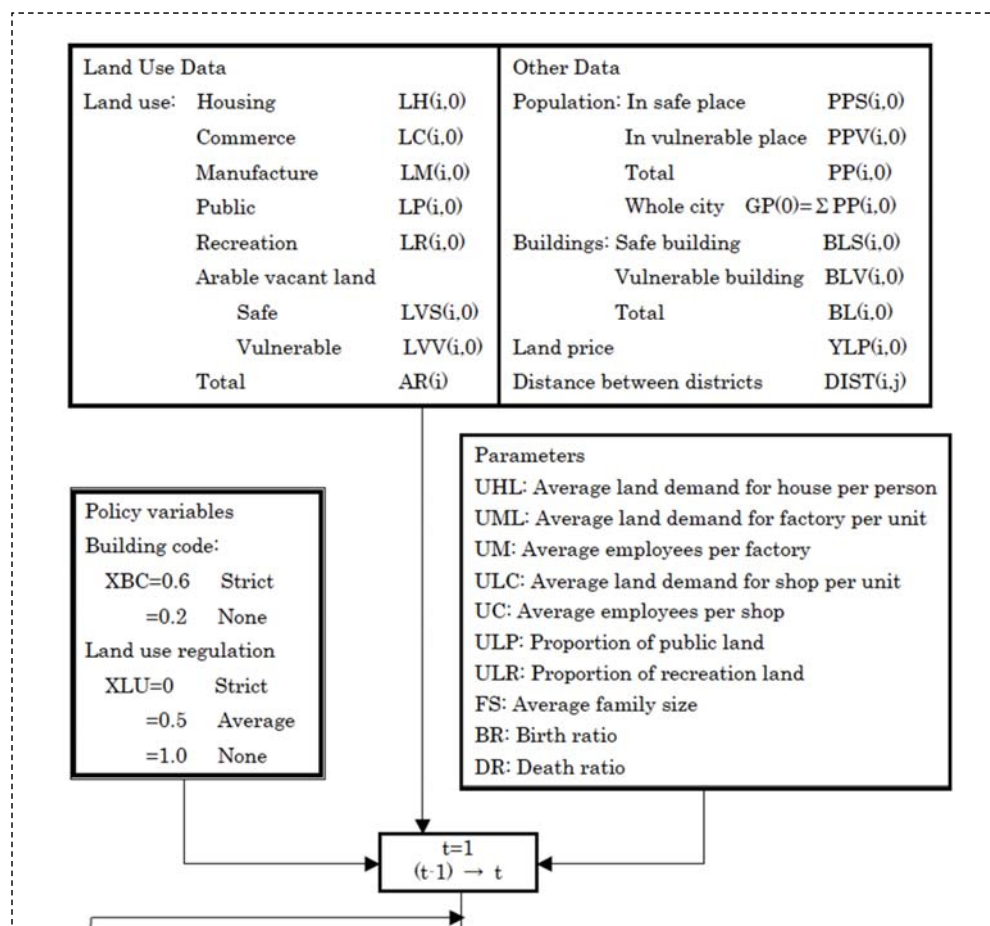 Land Use Data
Land use: Housing LH(i,0)
Commerce LC(i,0)
Manufacture LM(i,0)
Public LP(i,0)
Recreation LR(i,0)
Arable vacant land
Safe LVS(i,0)
Vulnerable LVV(i,0)
Total AR(i)
Other Data
Population: In safe place PPS(i,0)
In vulnerable place PPV(i,0)
Total PP(i,0)
Whole city GP(0)=Σ PP(i,0)
Buildings: Safe building BLS(i,0)
Vulnerable building BLV(i,0)
Total BL(i,0)
Land price YLP(i,0)
Distance between districts DIST(i,j)
Policy variables
Building code:
XBC=0.6 Strict
=0.2 None
Land use regulation
XLU=0 Strict
=0.5 Average
=1.0 None
Parameters
UHL: Average land demand for house per person
UML: Average land demand for factory per unit
UM: Average employees per factory
ULC: Average land demand for shop per unit
UC: Average employees per shop
ULP: Proportion of public land
ULR: Proportion of recreation land
FS: Average family size
BR: Birth ratio
DR: Death ratio
t=1
(t-1) → t